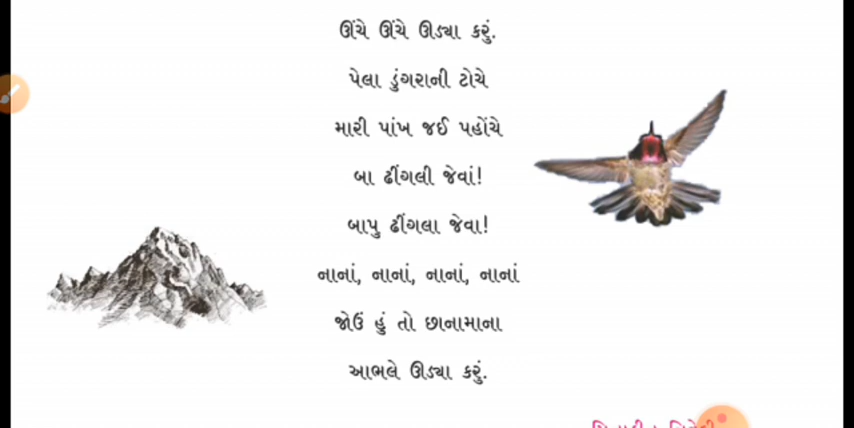 ઊંચે ઊંચે ઊડ્યા કરું.
પેલા ડુંગરાની ટોચે
મારી પાંખ જઈ પહોંચે
બા ઢીંગલી જેવાં!
બાપુ ઢીંગલા જેવા!
નાનાં, નાનાં, નાનાં, નાનાં
જોઉં હું તો છાનામાના
આભલે ઊડ્યા કરું.